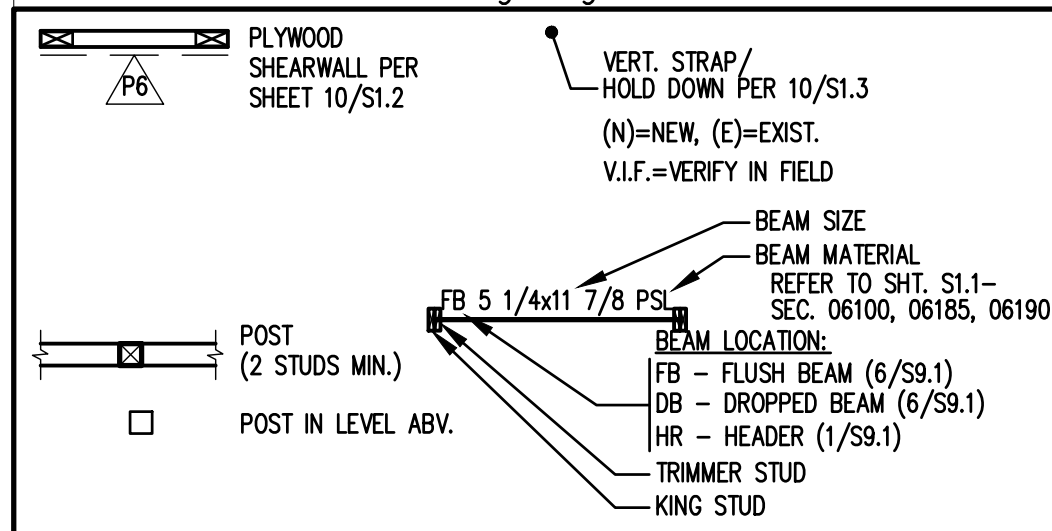 PLYWOOD
SHEARWALL PER
SHEET 10/S1.2
P6
VERT. STRAP/
HOLD DOWN PER 10/S1.3
(N)=NEW, (E)=EXIST.
V.I.F.=VERIFY IN FIELD
BEAM SIZE
BEAM MATERIAL
REFER TO SHT. S1.1-
SEC. 06100, 06185, 06190
FB 5 1/4x11 7/8 PSL
BEAM LOCATION:
FB - FLUSH BEAM (6/S9.1)
DB - DROPPED BEAM (6/S9.1)
HR - HEADER (1/S9.1)
TRIMMER STUD
KING STUD
POST
(2 STUDS MIN.)
POST IN LEVEL ABV.